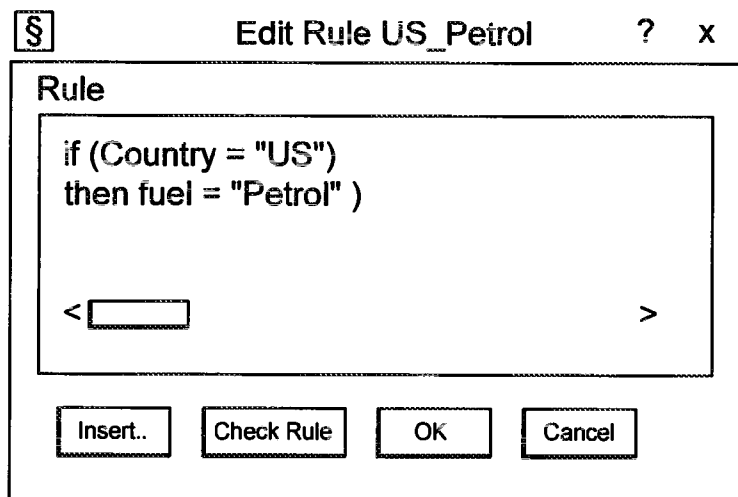 § Edit Rule US_Petrol ? x
Rule
if (Country = "US")
then fuel = "Petrol" )
< >
Insert.. Check Rule OK Cancel